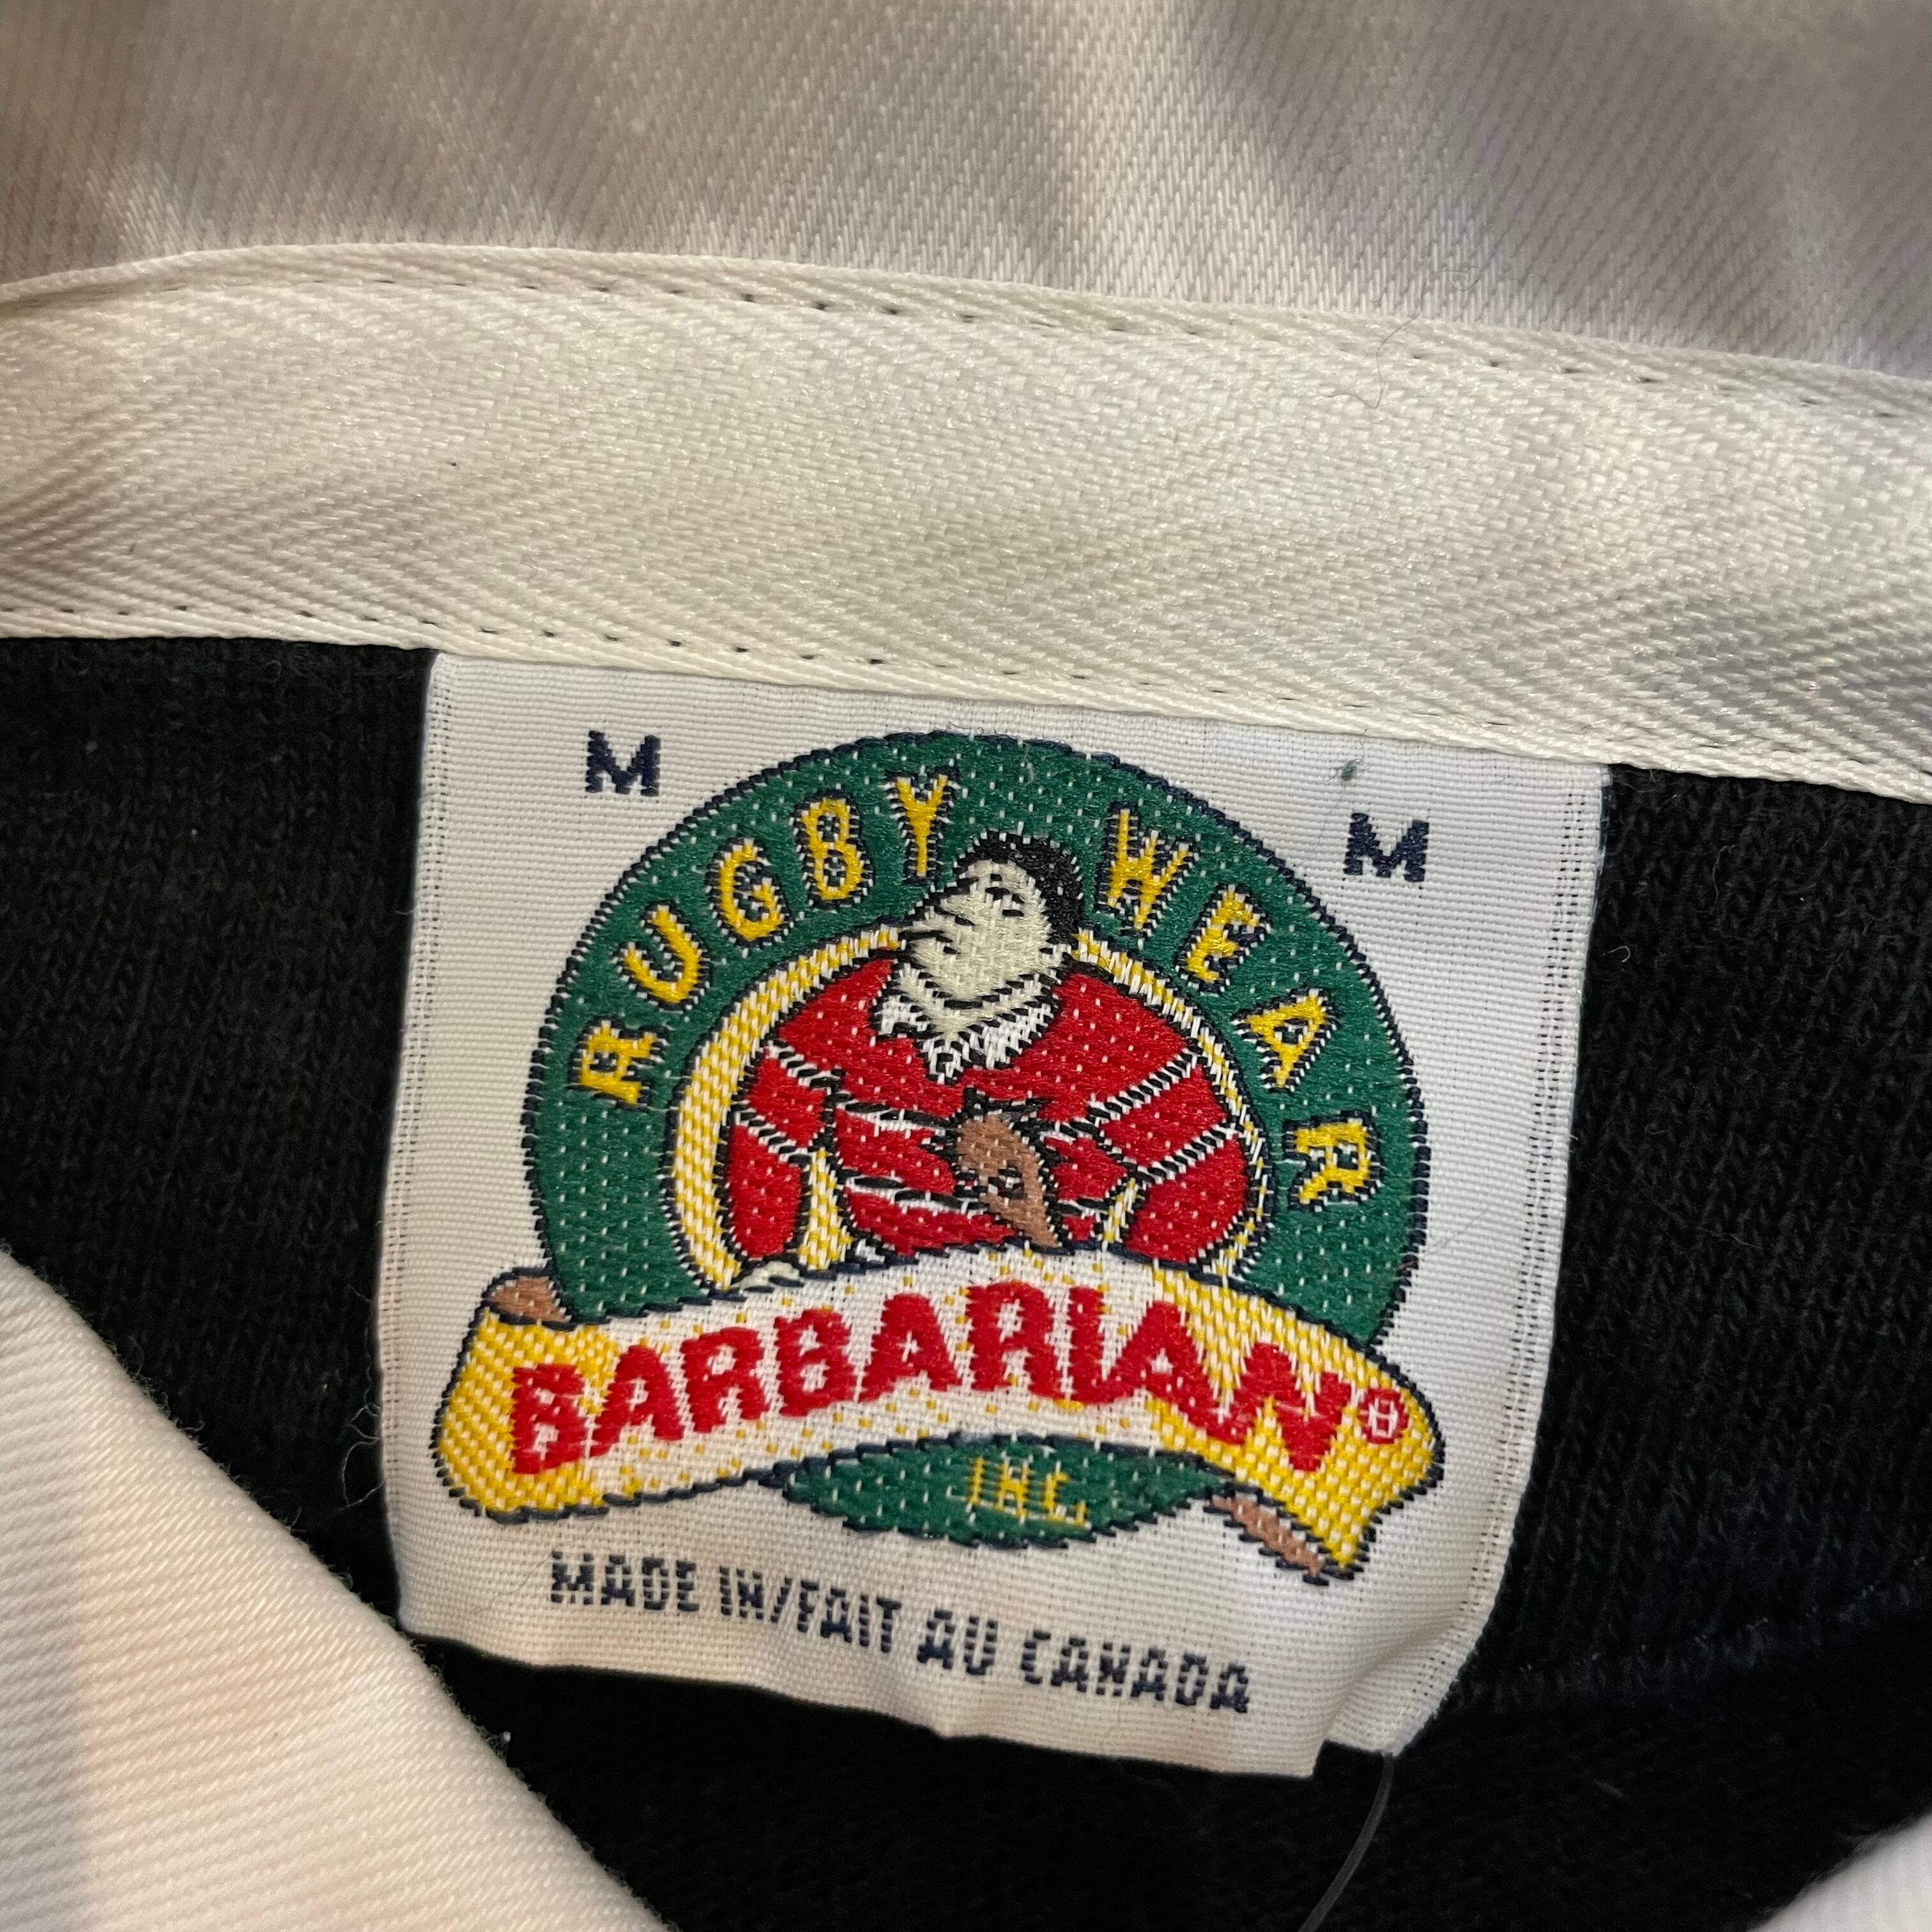 M
M
RUGBY WEAR
BARBARIAN®
INC.
MADE IN/FAIT AU CANADA